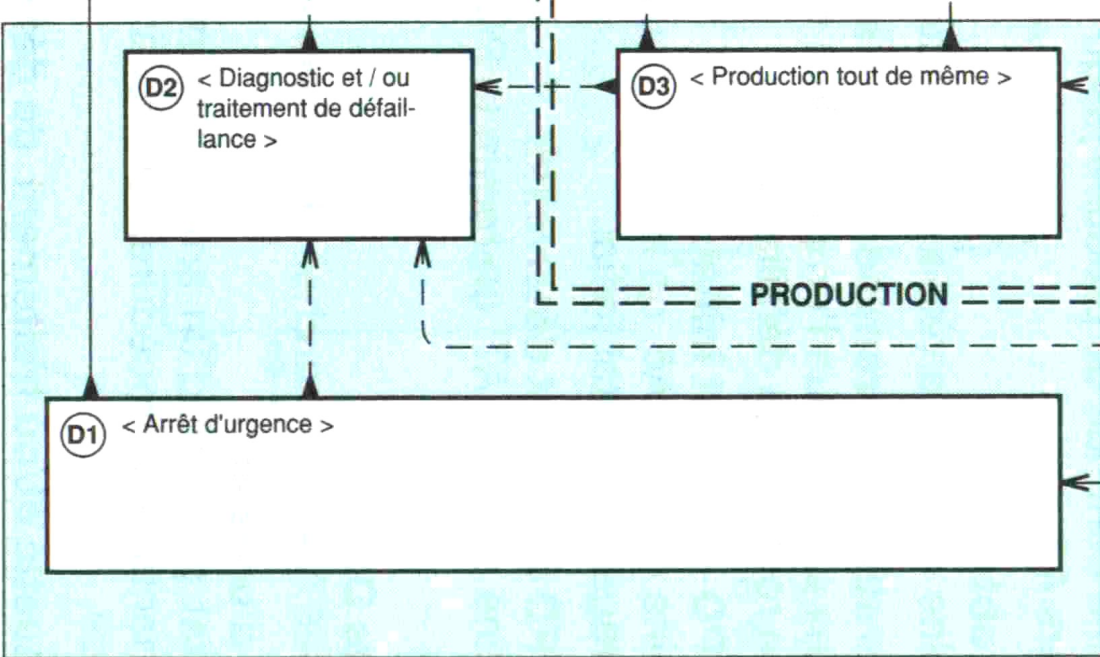 D2 < Diagnostic et / ou
traitement de défail-
lance >
D3 < Production tout de même >
PRODUCTION
D1 < Arrêt d'urgence >